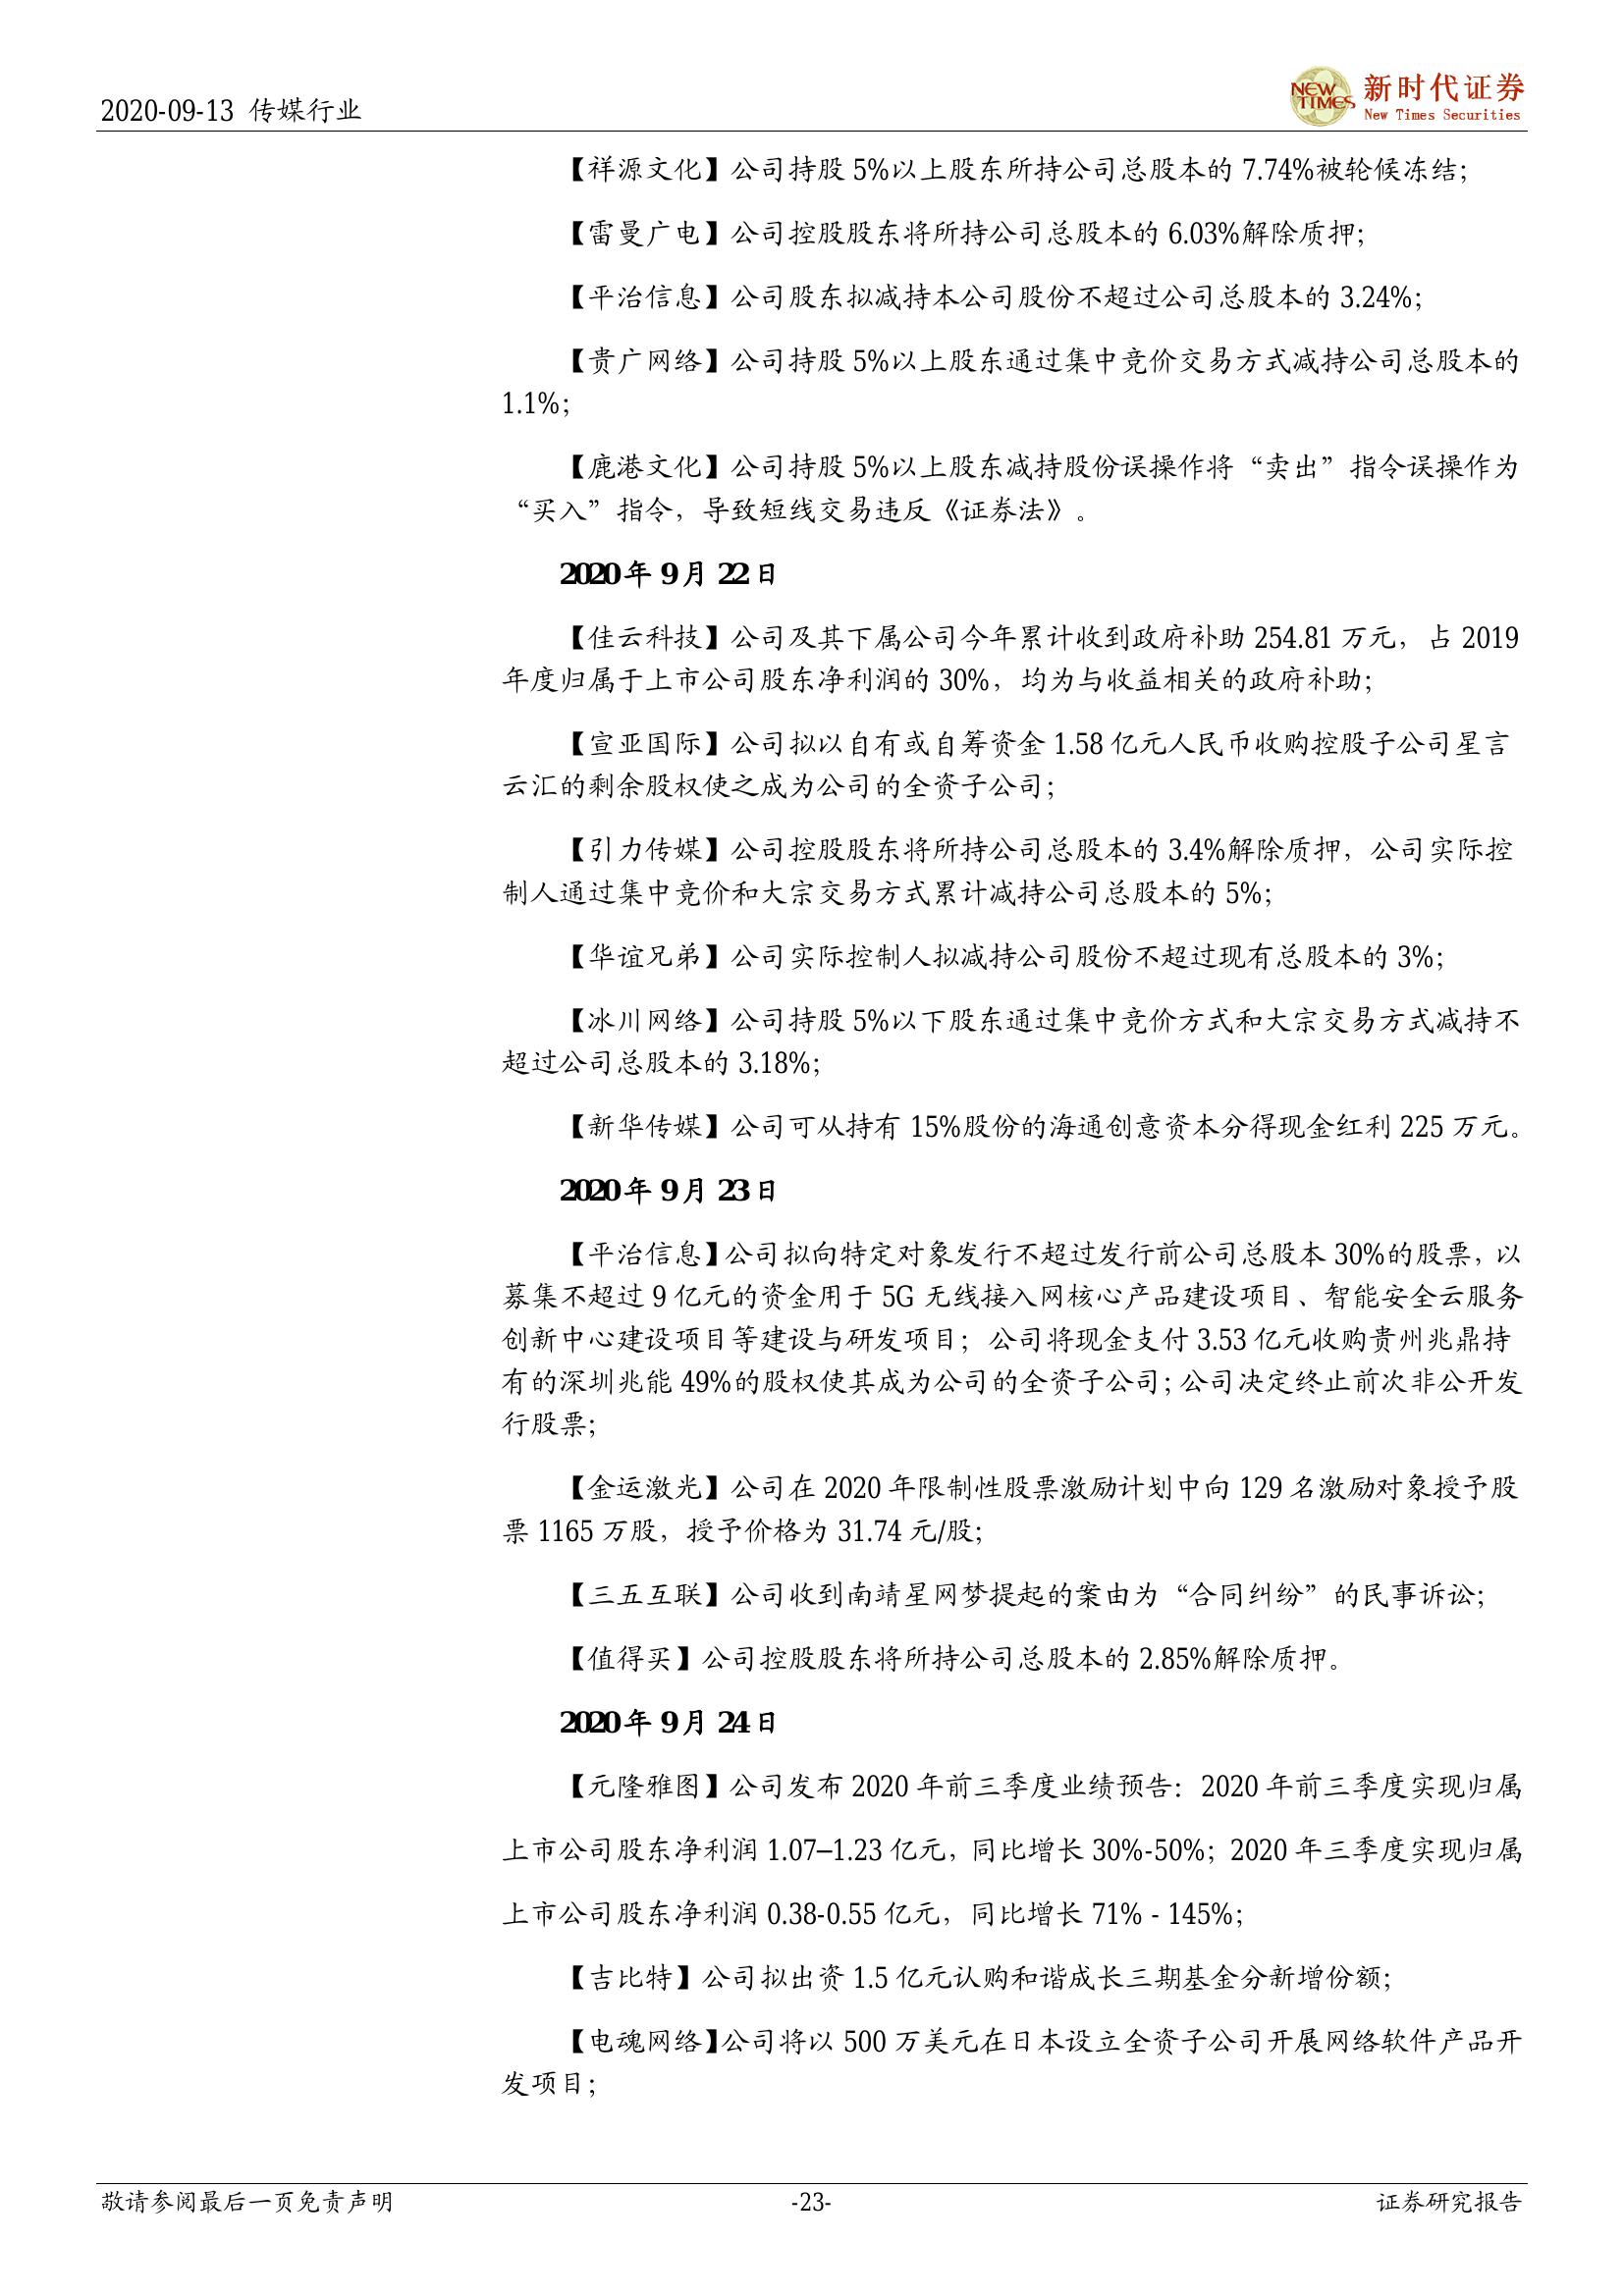 2020-09-13 传媒行业
NEW TIMES 新时代证券
New Times Securities
【祥源文化】公司持股 5%以上股东所持公司总股本的 7.74%被轮候冻结；
【雷曼广电】公司控股股东将所持公司总股本的 6.03%解除质押；
【平治信息】公司股东拟减持本公司股份不超过公司总股本的 3.24%；
【贵广网络】公司持股 5%以上股东通过集中竞价交易方式减持公司总股本的
1.1%；
【鹿港文化】公司持股 5%以上股东减持股份误操作将“卖出”指令误操作为
“买入”指令，导致短线交易违反《证券法》。
2020 年 9 月 22 日
【佳云科技】公司及其下属公司今年累计收到政府补助 254.81 万元，占 2019
年度归属于上市公司股东净利润的 30%，均为与收益相关的政府补助；
【宣亚国际】公司拟以自有或自筹资金 1.58 亿元人民币收购控股子公司星言
云汇的剩余股权使之成为公司的全资子公司；
【引力传媒】公司控股股东将所持公司总股本的 3.4%解除质押，公司实际控
制人通过集中竞价和大宗交易方式累计减持公司总股本的 5%；
【华谊兄弟】公司实际控制人拟减持公司股份不超过现有总股本的 3%；
【冰川网络】公司持股 5%以下股东通过集中竞价方式和大宗交易方式减持不
超过公司总股本的 3.18%；
【新华传媒】公司可从持有 15%股份的海通创意资本分得现金红利 225 万元。
2020 年 9 月 23 日
【平治信息】公司拟向特定对象发行不超过发行前公司总股本 30%的股票，以
募集不超过 9 亿元的资金用于 5G 无线接入网核心产品建设项目、智能安全云服务
创新中心建设项目等建设与研发项目；公司将现金支付 3.53 亿元收购贵州兆鼎持
有的深圳兆能 49%的股权使其成为公司的全资子公司；公司决定终止前次非公开发
行股票；
【金运激光】公司在 2020 年限制性股票激励计划中向 129 名激励对象授予股
票 1165 万股，授予价格为 31.74 元/股；
【三五互联】公司收到南靖星网梦提起的案由为“合同纠纷”的民事诉讼；
【值得买】公司控股股东将所持公司总股本的 2.85%解除质押。
2020 年 9 月 24 日
【元隆雅图】公司发布 2020 年前三季度业绩预告：2020 年前三季度实现归属
上市公司股东净利润 1.07–1.23 亿元，同比增长 30%-50%；2020 年三季度实现归属
上市公司股东净利润 0.38-0.55 亿元，同比增长 71% - 145%；
【吉比特】公司拟出资 1.5 亿元认购和谐成长三期基金分新增份额；
【电魂网络】公司将以 500 万美元在日本设立全资子公司开展网络软件产品开
发项目；
敬请参阅最后一页免责声明 -23- 证券研究报告